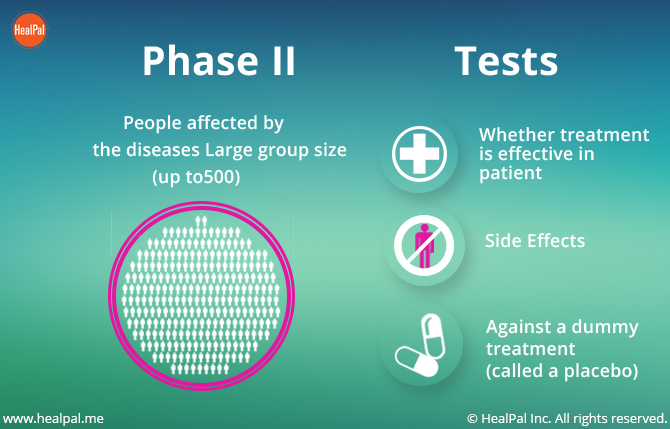 HealPal
Phase II
People affected by
the diseases Large group size
(up to500)
Tests
Whether treatment
is effective in
patient
Side Effects
Against a dummy
treatment
(called a placebo)
www.healpal.me
© HealPal Inc. All rights reserved.